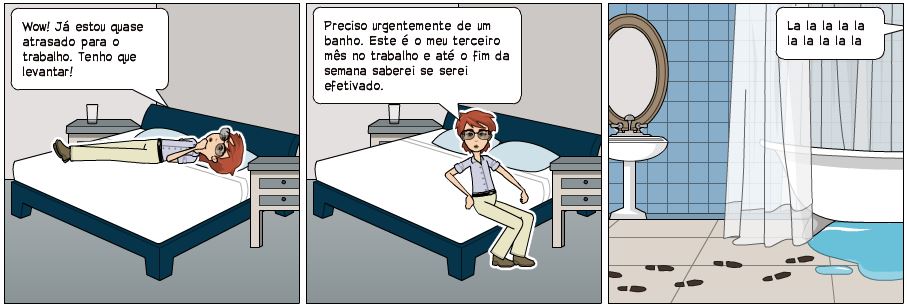 Wow! Já estou quase
atrasado para o
trabalho. Tenho que
levantar!
Preciso urgentemente de um
banho. Este é o meu terceiro
mês no trabalho e até o fim da
semana saberei se serei
efetivado.
La la la la la
la la la la la